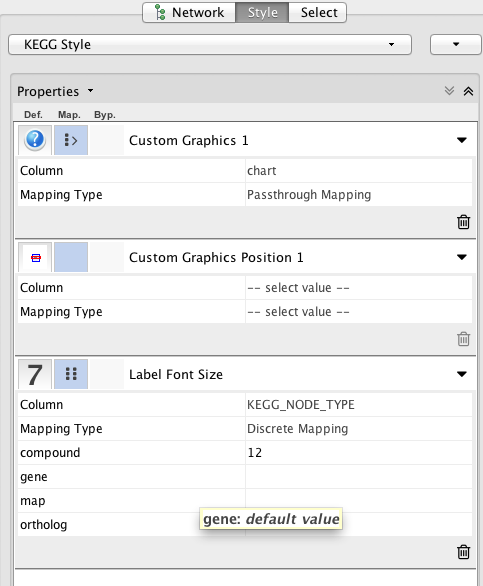 Network Style Select
KEGG Style
Properties
Def. Map. Byp.
Custom Graphics 1
Column chart
Mapping Type Passthrough Mapping
Custom Graphics Position 1
Column -- select value --
Mapping Type -- select value --
7 Label Font Size
Column KEGG_NODE_TYPE
Mapping Type Discrete Mapping
compound 12
gene
map
gene: default value
ortholog